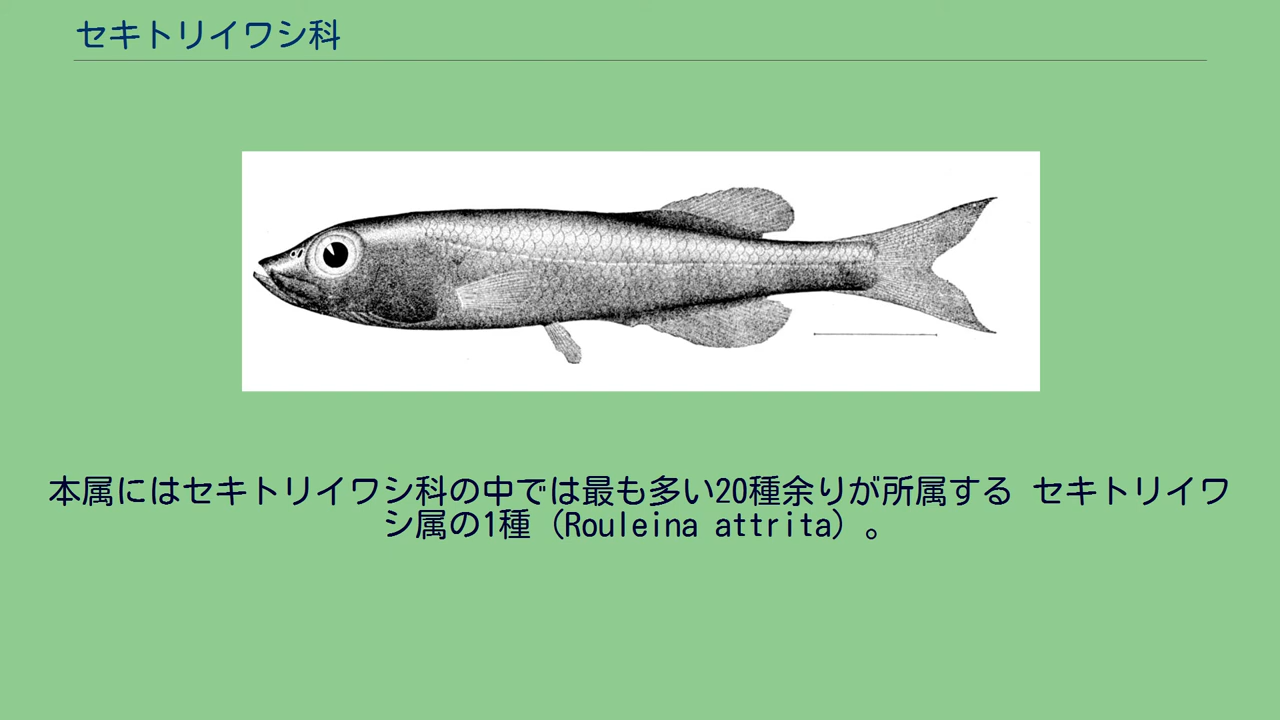 セキトリイワシ科
本属にはセキトリイワシ科の中では最も多い20種余りが所属する セキトリイワ
シ属の1種（Rouleina attrita）。